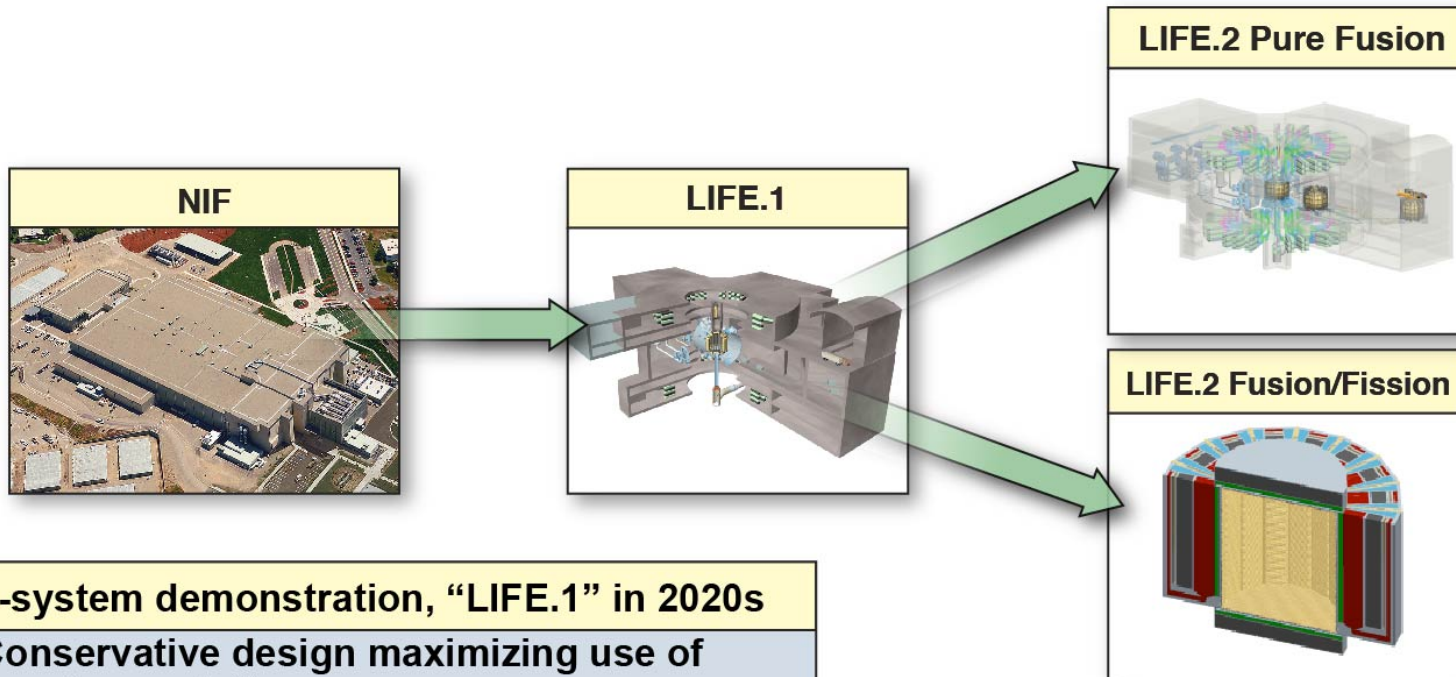 LIFE.2 Pure Fusion
NIF
LIFE.1
LIFE.2 Fusion/Fission
-system demonstration, “LIFE.1” in 2020s
Conservative design maximizing use of